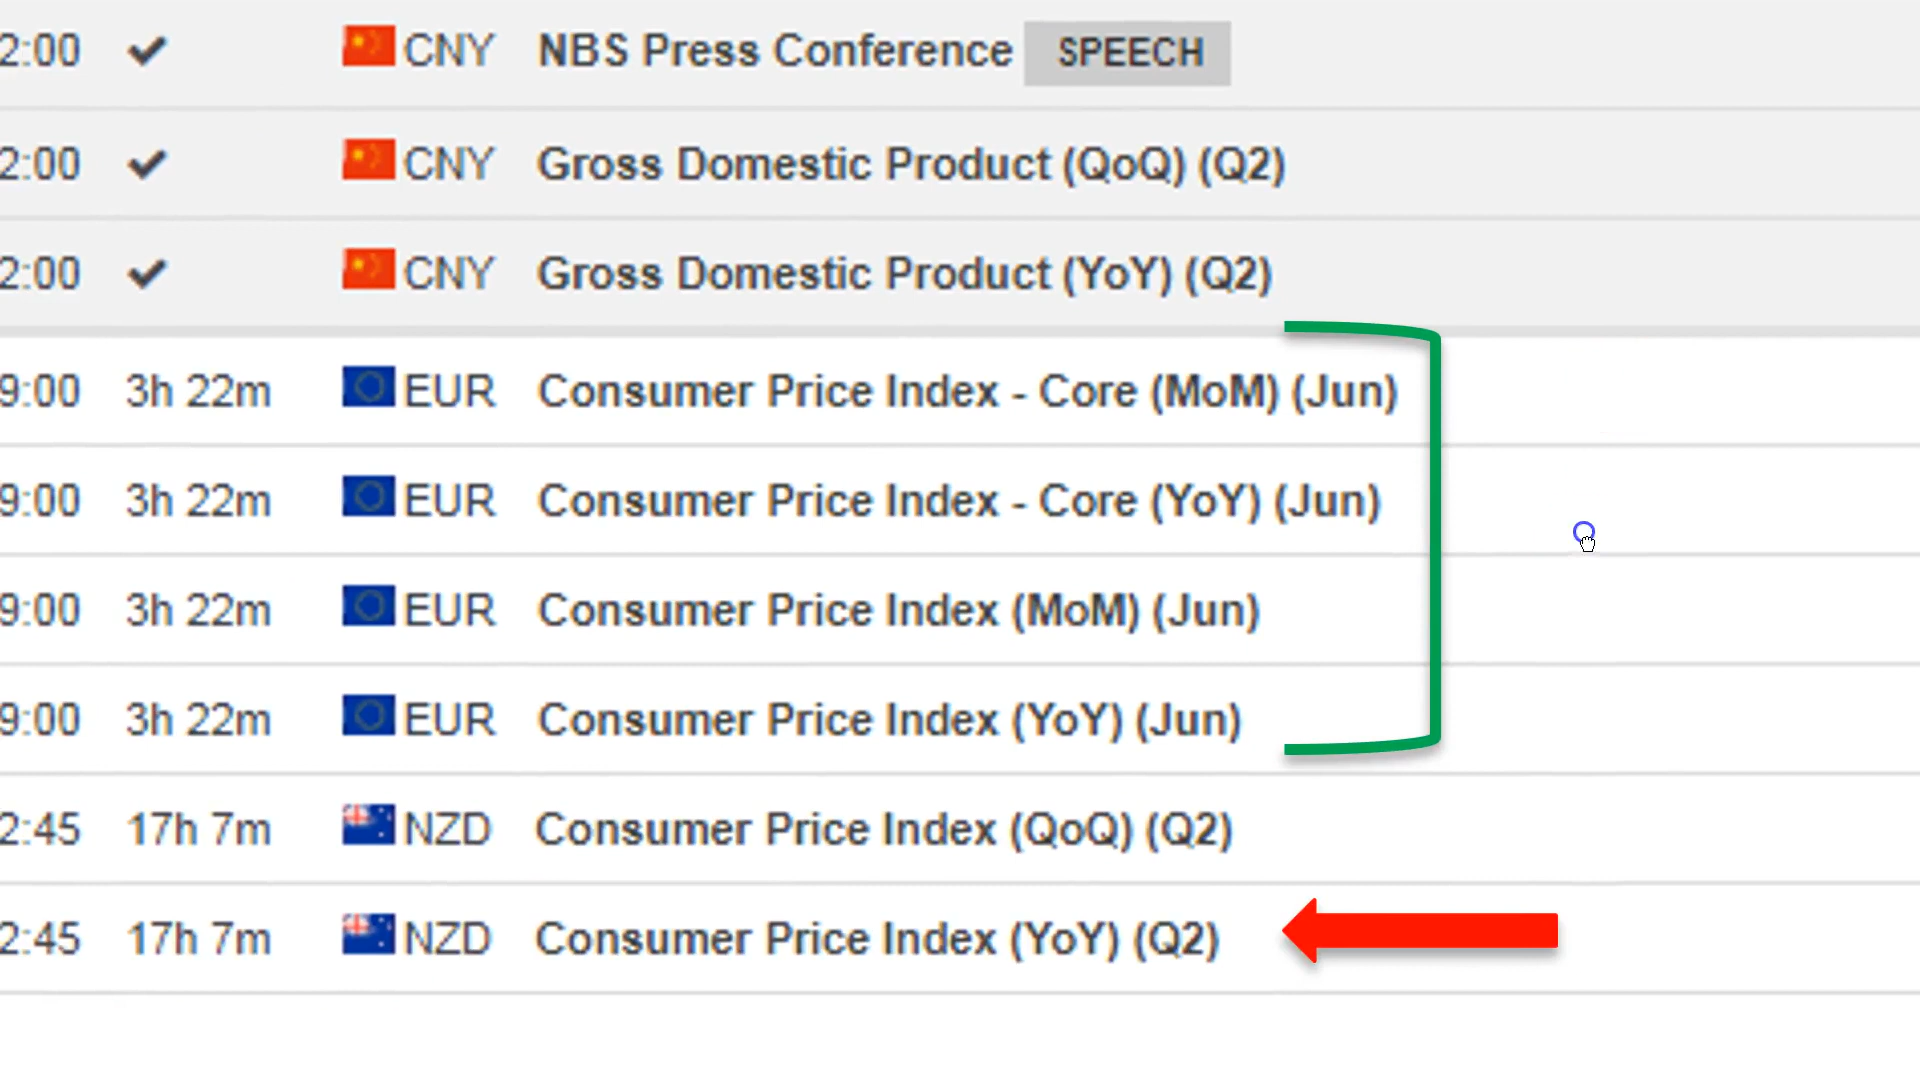 2:00 CNY NBS Press Conference SPEECH
2:00 CNY Gross Domestic Product (QoQ) (Q2)
2:00 CNY Gross Domestic Product (YoY) (Q2)
9:00 3h 22m EUR Consumer Price Index - Core (MoM) (Jun)
9:00 3h 22m EUR Consumer Price Index - Core (YoY) (Jun)
9:00 3h 22m EUR Consumer Price Index (MoM) (Jun)
9:00 3h 22m EUR Consumer Price Index (YoY) (Jun)
2:45 17h 7m NZD Consumer Price Index (QoQ) (Q2)
2:45 17h 7m NZD Consumer Price Index (YoY) (Q2)